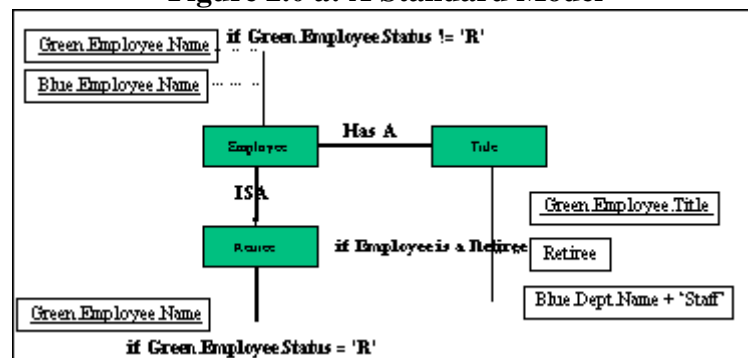 Figure 2.6 a: A Standard Model
Green.Employee.Name
if Green.Employee.Status != 'R'
Blue.Employee.Name
Has A
Employee
Title
ISA
Green.Employee.Title
Retiree
if Employee is a Retiree
Retiree
Green.Employee.Name
Blue.Dept.Name + 'Staff'
if Green.Employee.Status = 'R'